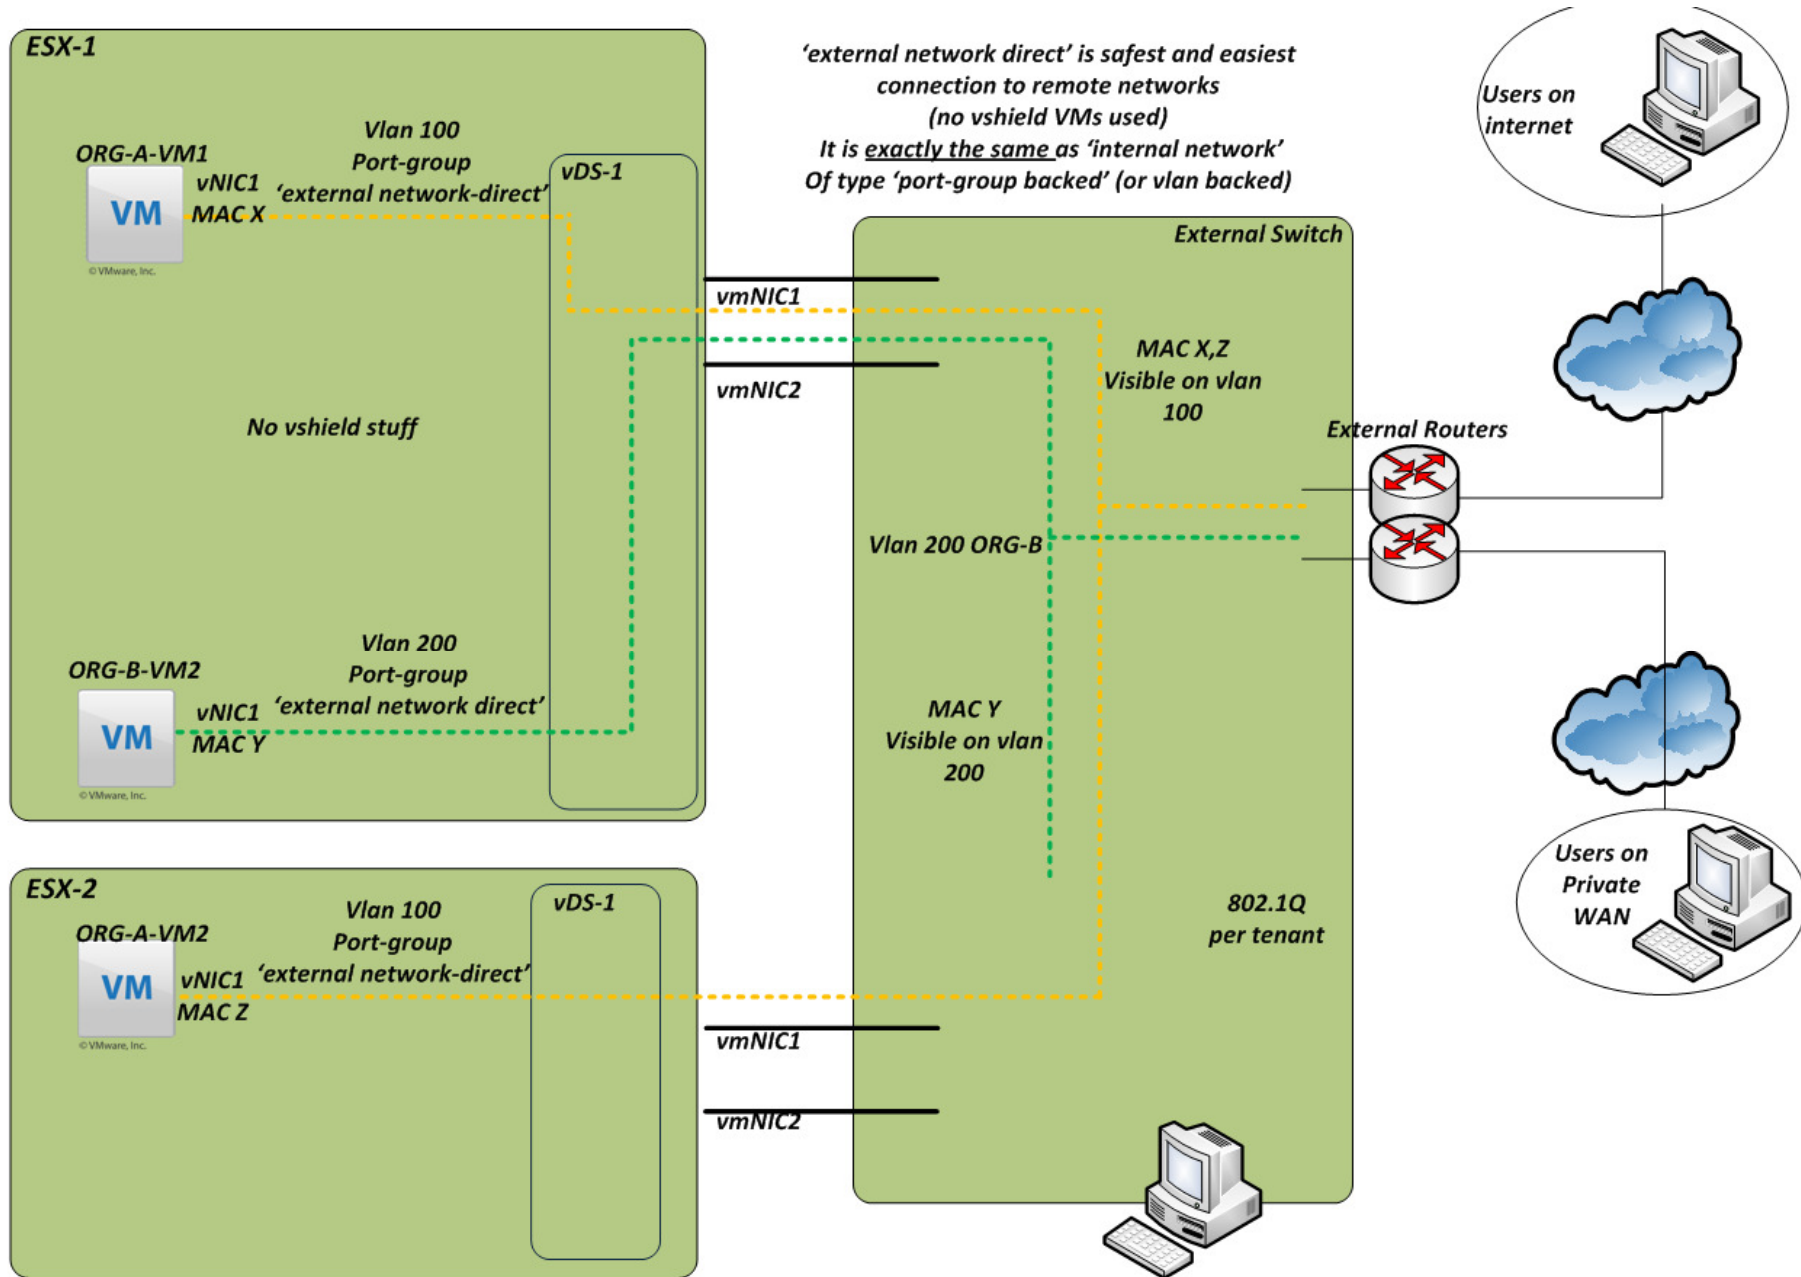 ESX-1
ORG-A-VM1
VM
© VMware, Inc.
vNIC1
MAC X
Vlan 100
Port-group
‘external network-direct’
vDS-1
No vshield stuff
ORG-B-VM2
VM
© VMware, Inc.
vNIC1
MAC Y
Vlan 200
Port-group
‘external network direct’
vmNIC1
vmNIC2
‘external network direct’ is safest and easiest
connection to remote networks
(no vshield VMs used)
It is exactly the same as ‘internal network’
Of type ‘port-group backed’ (or vlan backed)
External Switch
MAC X,Z
Visible on vlan
100
Vlan 200 ORG-B
MAC Y
Visible on vlan
200
802.1Q
per tenant
External Routers
Users on
internet
Users on
Private
WAN
ESX-2
ORG-A-VM2
VM
© VMware, Inc.
vNIC1
MAC Z
Vlan 100
Port-group
‘external network-direct’
vDS-1
vmNIC1
vmNIC2